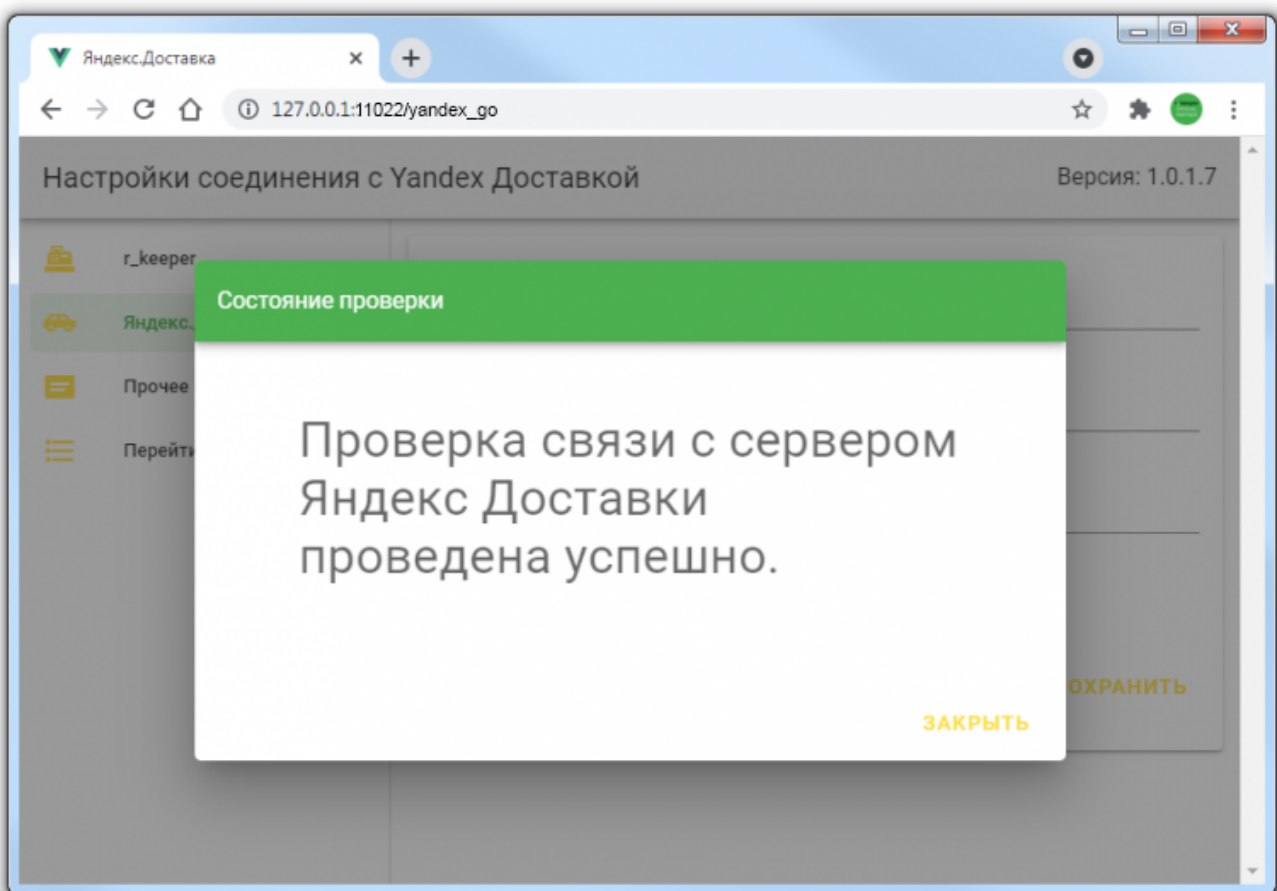 Яндекс.Доставка
127.0.0.1:11022/yandex_go
Настройки соединения с Yandex Доставкой
Версия: 1.0.1.7
r_keeper
Яндекс.
Прочее
Перейти
Состояние проверки
Проверка связи с сервером
Яндекс Доставки
проведена успешно.
ОХРАНИТЬ
ЗАКРЫТЬ